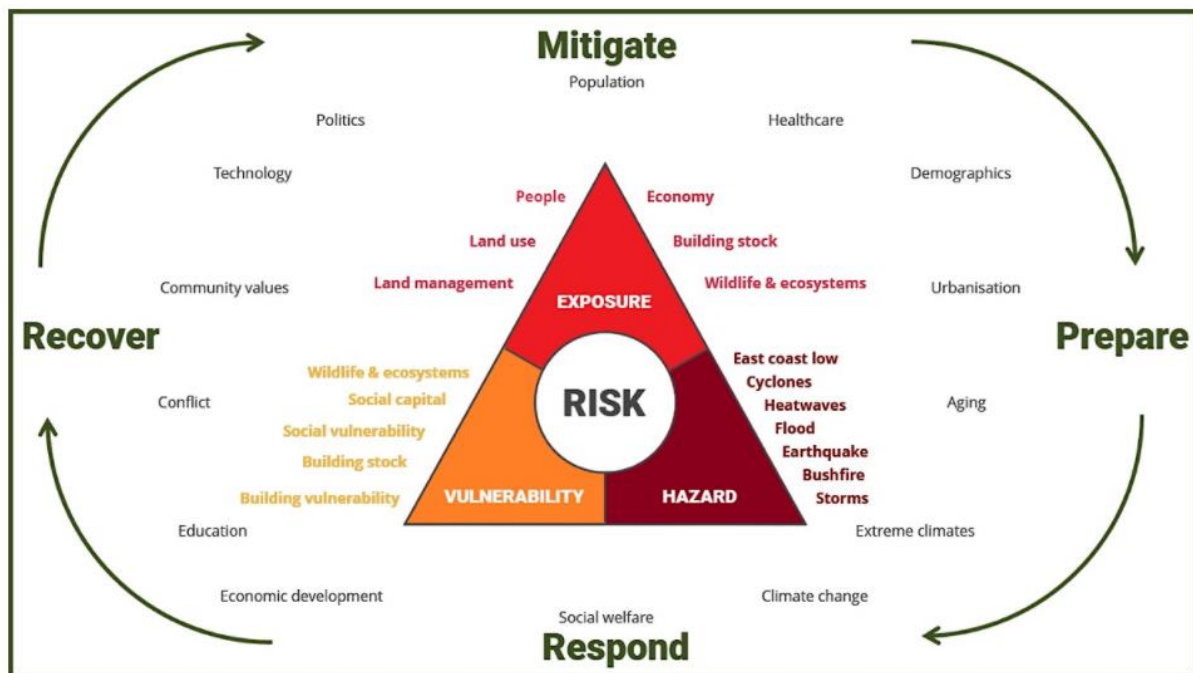 Mitigate
Population
Politics
Healthcare
Technology
Demographics
People
Economy
Land use
Building stock
Land management
Wildlife & ecosystems
Community values
Urbanisation
EXPOSURE
Recover
Prepare
Wildlife & ecosystems
Social capital
Social vulnerability
Building stock
Building vulnerability
East coast low
Cyclones
Heatwaves
Flood
Earthquake
Bushfire
Storms
Conflict
RISK
Aging
VULNERABILITY
HAZARD
Education
Extreme climates
Economic development
Climate change
Social welfare
Respond